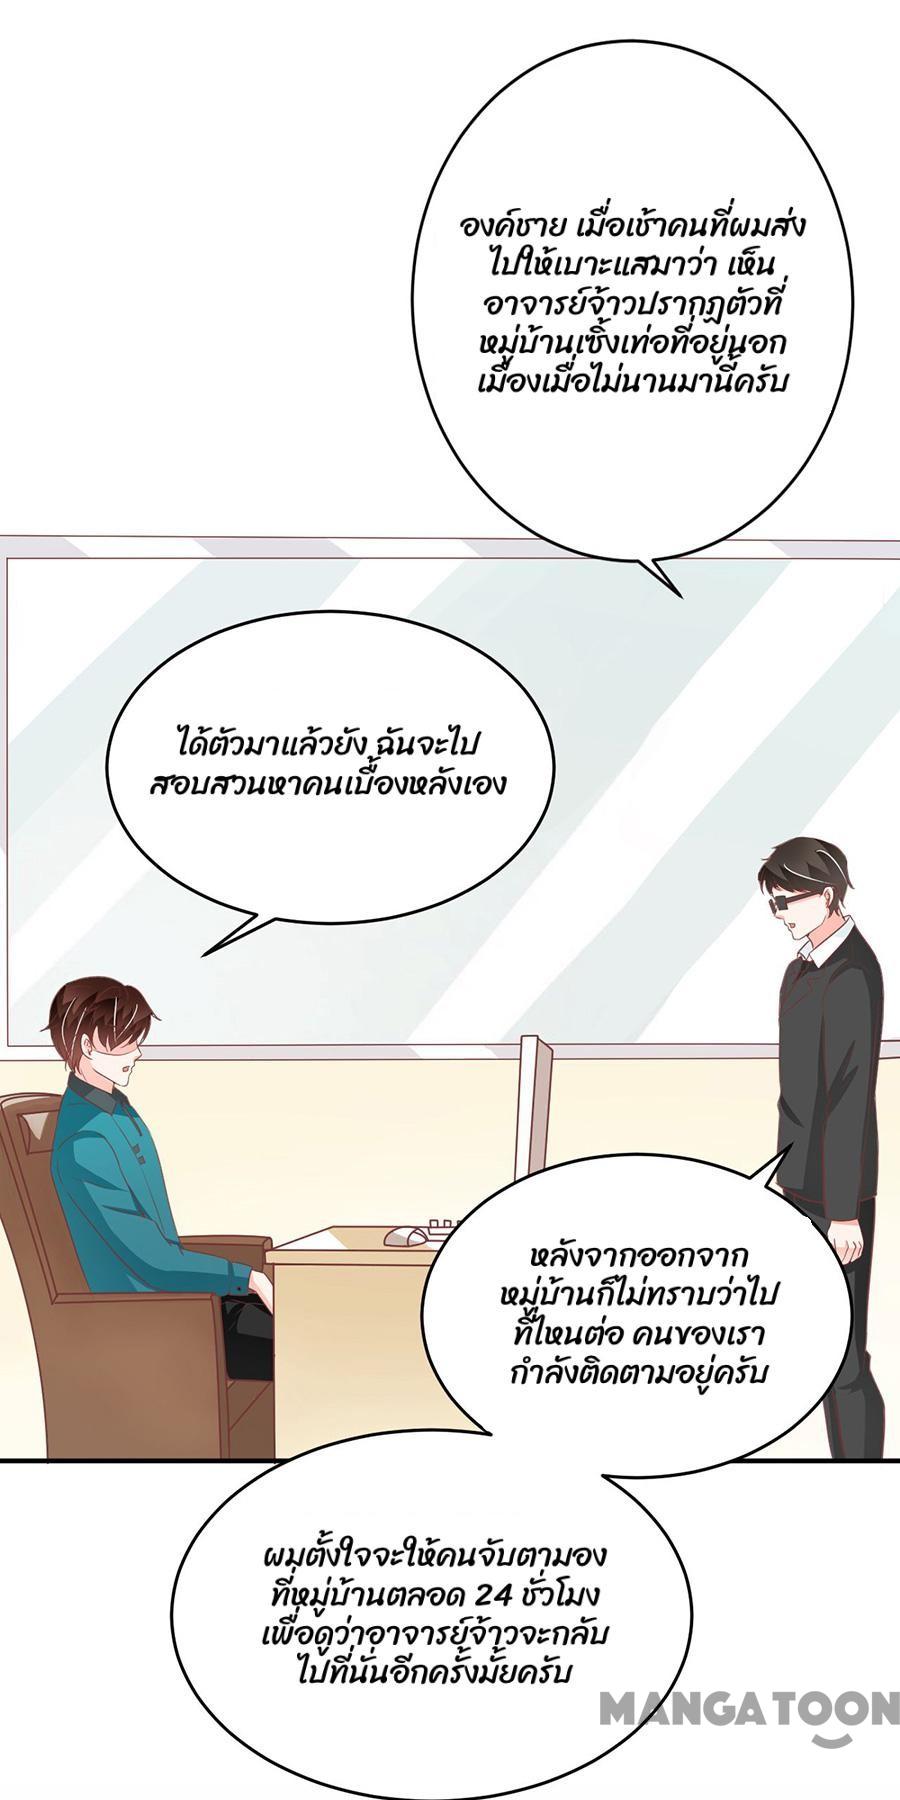 องค์ชาย เมื่อเช้าคนที่ผมส่ง
ไปให้เบาะแสมาว่า เห็น
อาจารย์จ้าวปรากฏตัวที่
หมู่บ้านเซิ้งเท่อที่อยู่นอก
เมืองเมื่อไม่นานมานี้ครับ
ได้ตัวมาแล้วยัง ฉันจะไป
สอบสวนหาคนเบื้องหลังเอง
หลังจากออกจาก
หมู่บ้านก็ไม่ทราบว่าไป
ที่ไหนต่อ คนของเรา
กำลังติดตามอยู่ครับ
ผมตั้งใจจะให้คนจับตามอง
ที่หมู่บ้านตลอด 24 ชั่วโมง
เพื่อดูว่าอาจารย์จ้าวจะกลับ
ไปที่นั่นอีกครั้งมั้ยครับ
MANGATOON